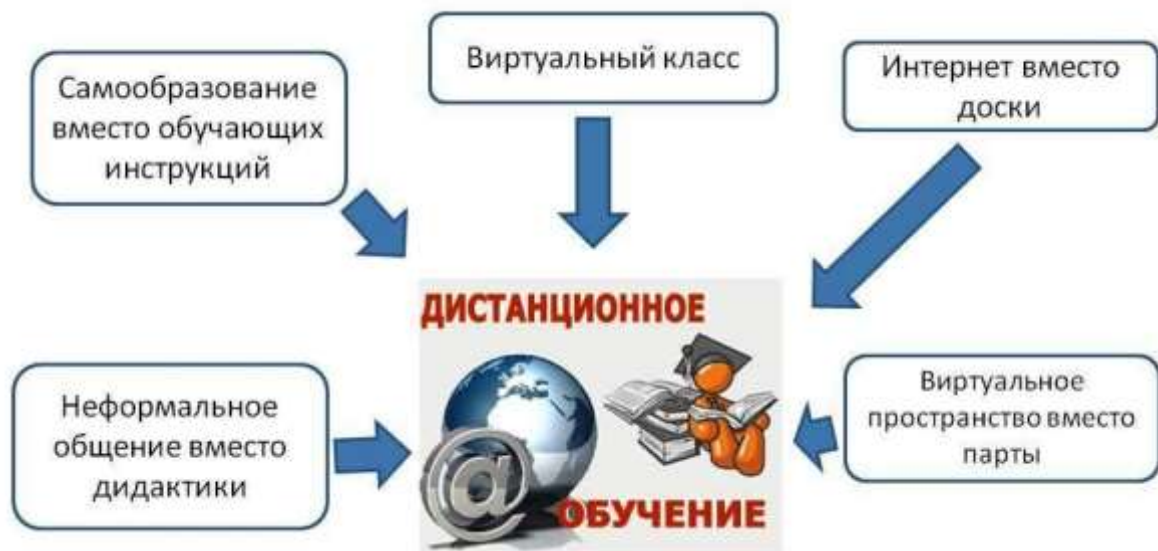 Виртуальный класс
Самообразование
вместо обучающих
инструкций
Интернет вместо
доски
ДИСТАНЦИОННОЕ
ОБУЧЕНИЕ
@
Неформальное
общение вместо
дидактики
Виртуальное
пространство вместо
парты